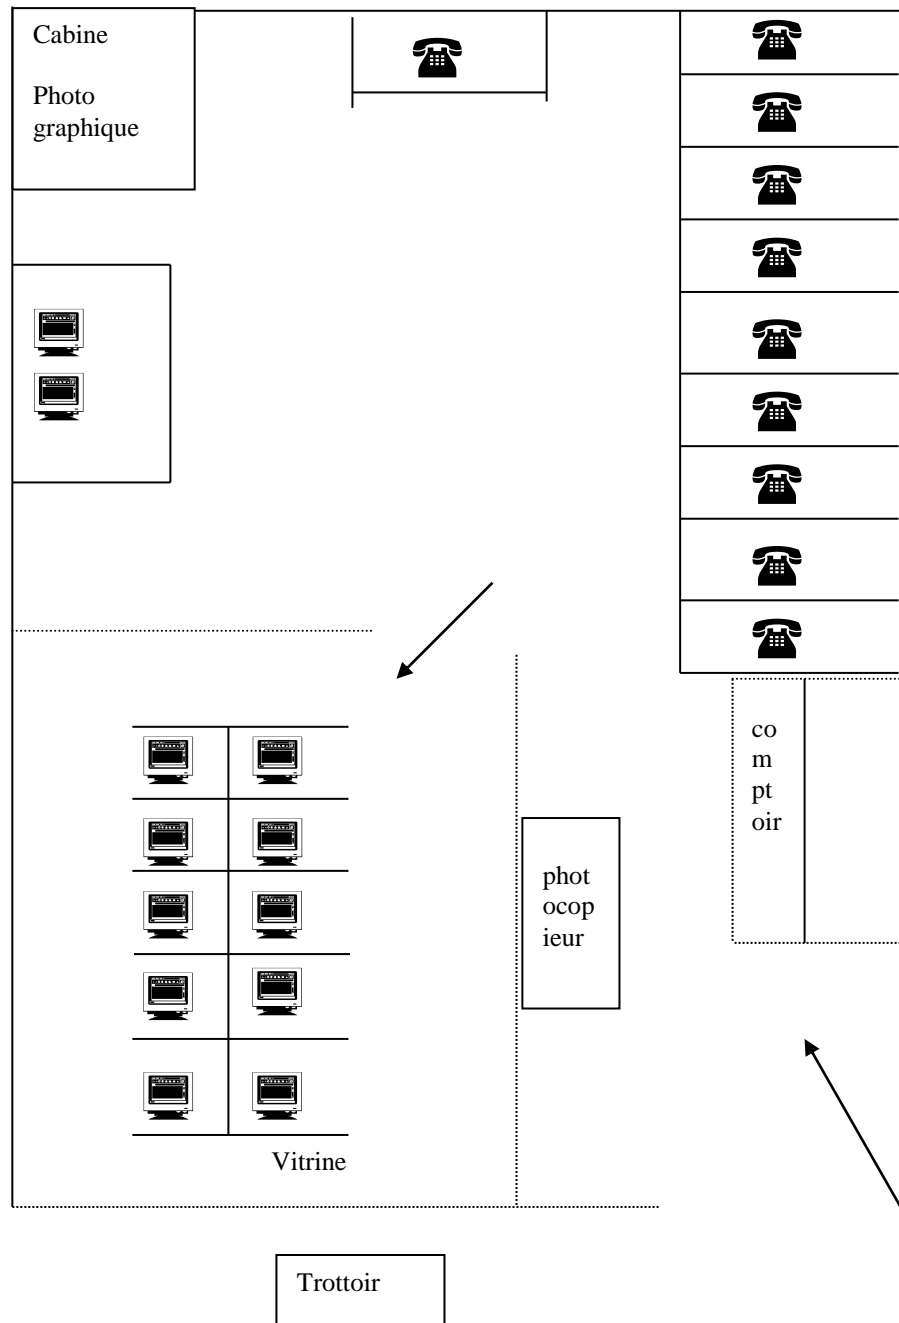 Cabine
Photo
graphique
co
m
pt
oir
phot
ocop
ieur
Vitrine
Trottoir